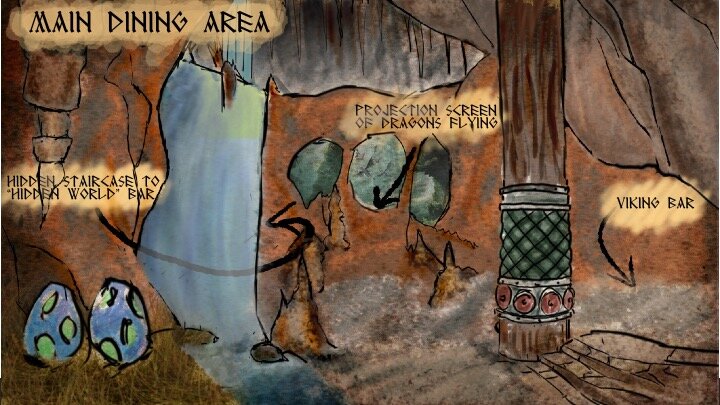 MAIN DINING AREA
PROJECTION SCREEN
OF DRAGONS FLYING
HIDDEN STAIRCASE TO
"HIDDEN WORLD" BAR
VIKING BAR